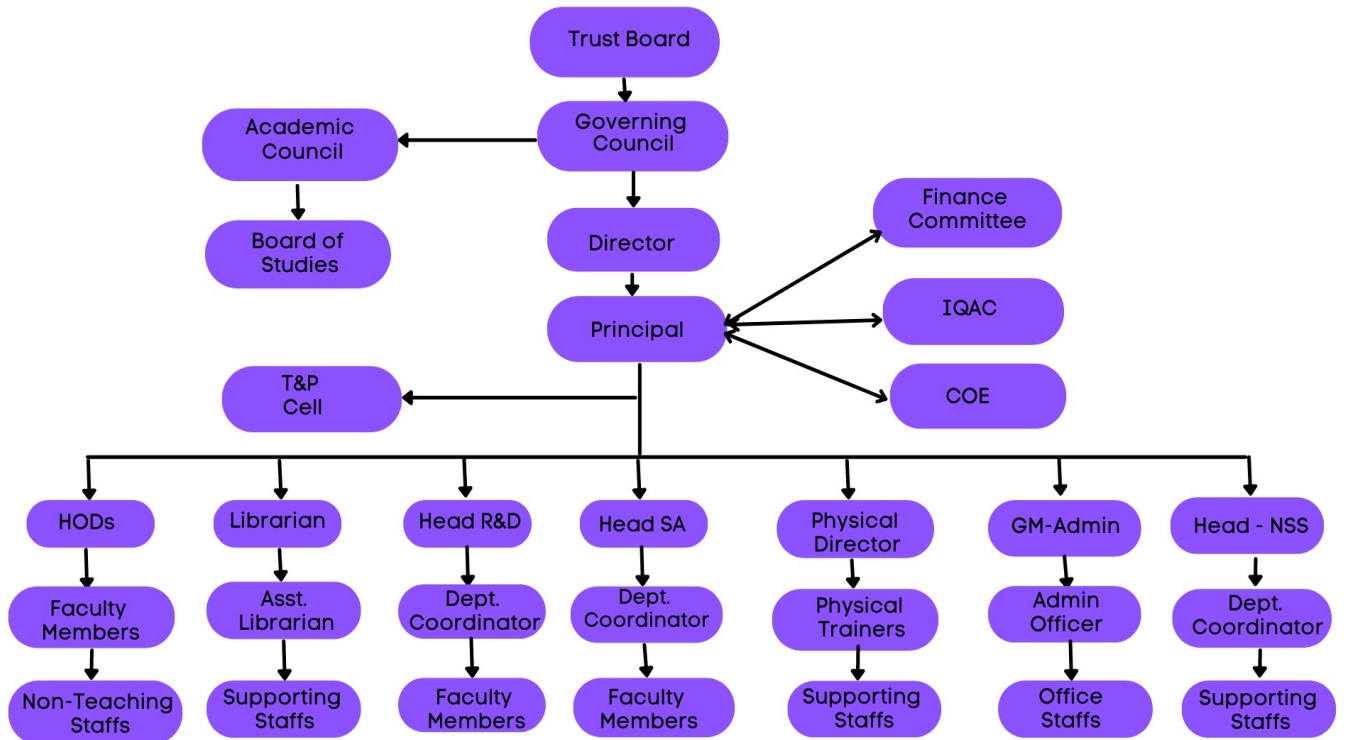 Trust Board
Governing
Council
Academic
Council
Board of
Studies
Director
Principal
Finance
Committee
IQAC
COE
T&P
Cell
HODs
Librarian
Head R&D
Head SA
Physical
Director
GM-Admin
Head - NSS
Faculty
Members
Asst.
Librarian
Dept.
Coordinator
Dept.
Coordinator
Physical
Trainers
Admin
Officer
Dept.
Coordinator
Non-Teaching
Staffs
Supporting
Staffs
Faculty
Members
Faculty
Members
Supporting
Staffs
Office
Staffs
Supporting
Staffs